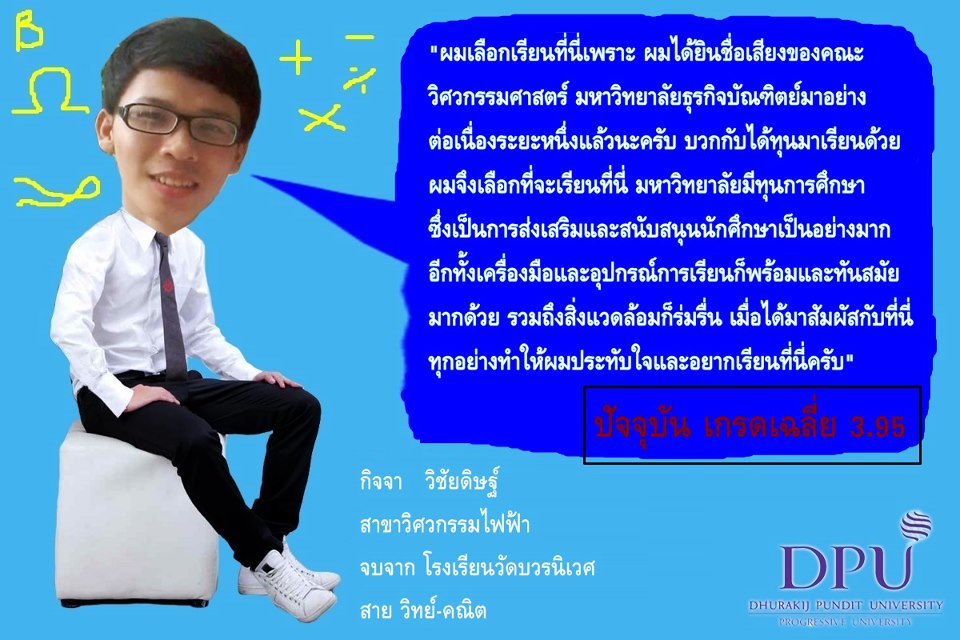 B
Ω
+
-
÷
×
"ผมเลือกเรียนที่นี่เพราะ ผมได้ยินชื่อเสียงของคณะ
วิศวกรรมศาสตร์ มหาวิทยาลัยธุรกิจบัณฑิตย์มาอย่าง
ต่อเนื่องระยะหนึ่งแล้วนะครับ บวกกับได้ทุนมาเรียนด้วย
ผมจึงเลือกที่จะเรียนที่นี่ มหาวิทยาลัยมีทุนการศึกษา
ซึ่งเป็นการส่งเสริมและสนับสนุนนักศึกษาเป็นอย่างมาก
อีกทั้งเครื่องมือและอุปกรณ์การเรียนก็พร้อมและทันสมัย
มากด้วย รวมถึงสิ่งแวดล้อมก็ร่มรื่น เมื่อได้มาสัมผัสกับที่นี่
ทุกอย่างทำให้ผมประทับใจและอยากเรียนที่นี่ครับ"
ปัจจุบัน เกรดเฉลี่ย 3.95
กิจจา วิชัยดิษฐ์
สาขาวิศวกรรมไฟฟ้า
จบจาก โรงเรียนวัดบวรนิเวศ
สาย วิทย์-คณิต
DPU
DHURAKIJ PUNDIT UNIVERSITY
PROGRESSIVE UNIVERSITY